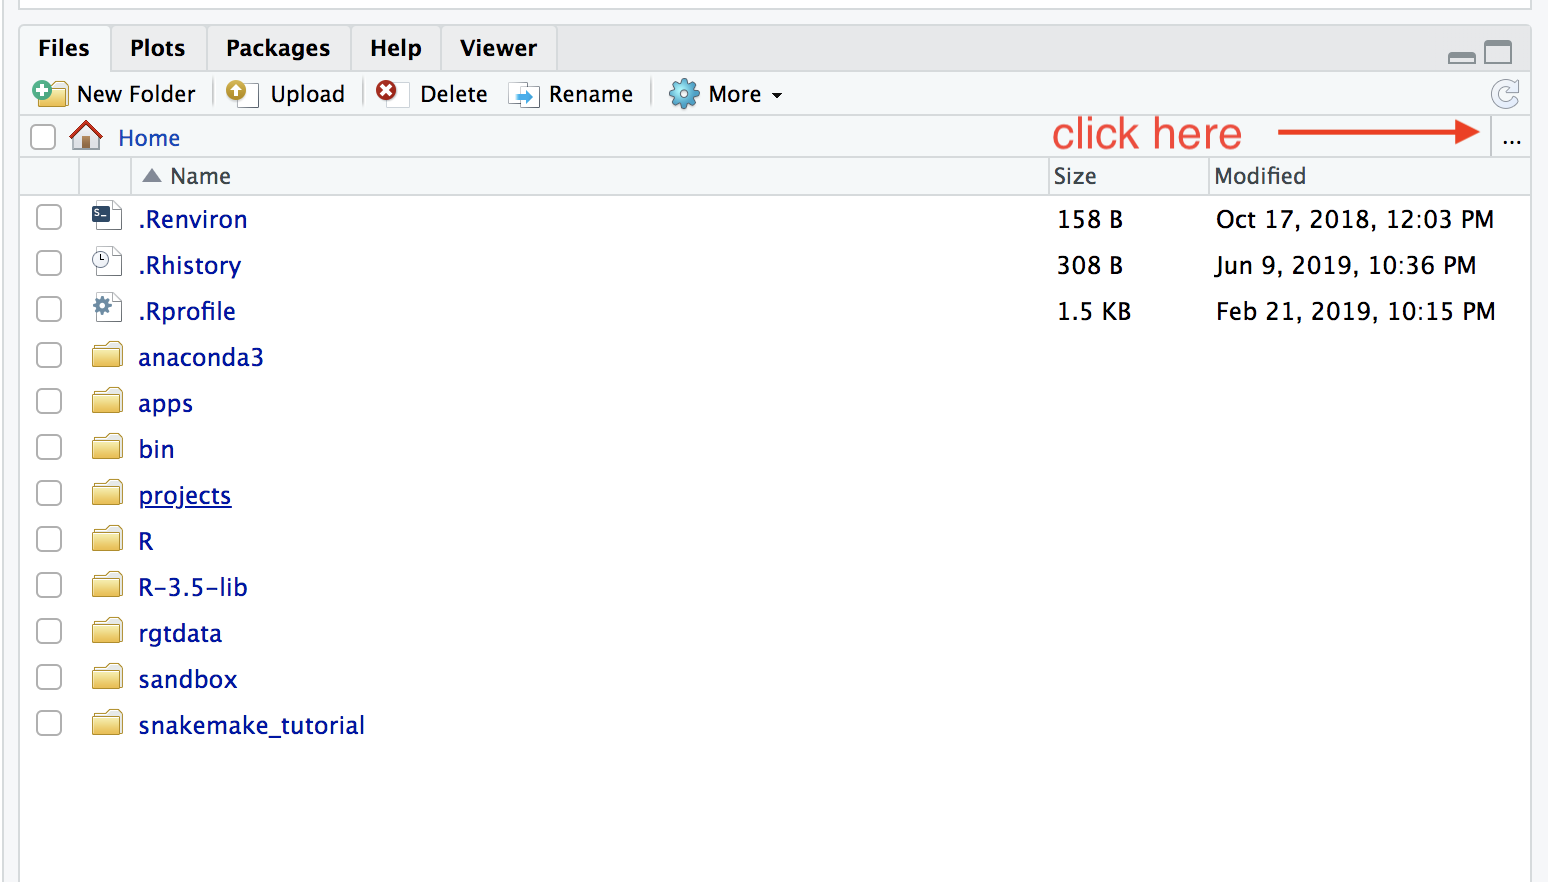 Files Plots Packages Help Viewer
New Folder Upload Delete Rename More
Home click here ...
Name Size Modified
.Renviron 158 B Oct 17, 2018, 12:03 PM
.Rhistory 308 B Jun 9, 2019, 10:36 PM
.Rprofile 1.5 KB Feb 21, 2019, 10:15 PM
anaconda3
apps
bin
projects
R
R-3.5-lib
rgtdata
sandbox
snakemake_tutorial